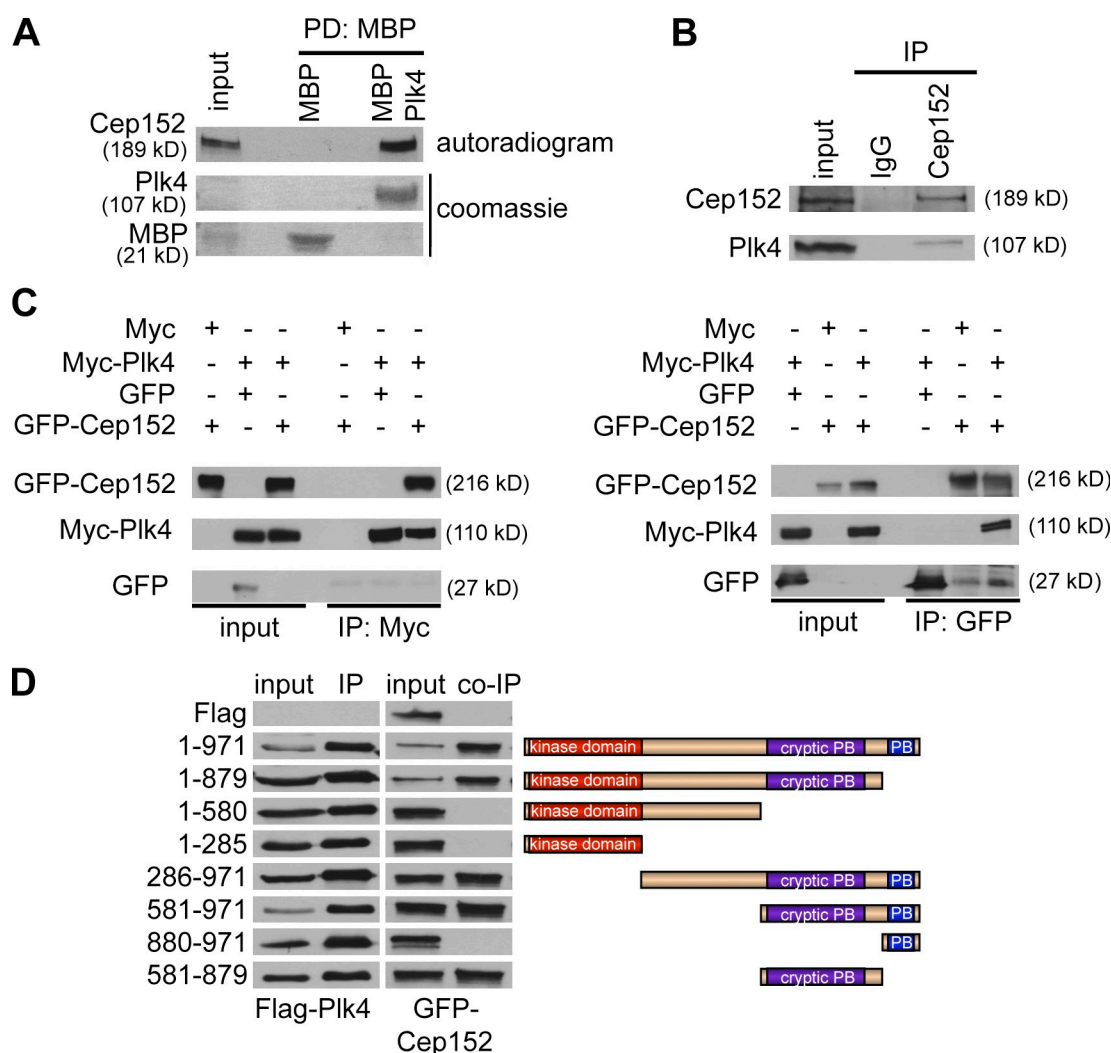 A
PD: MBP
input
MBP
MBP
Plk4
Cep152
(189 kD)
autoradiogram
Plk4
(107 kD)
coomassie
MBP
(21 kD)
B
IP
input
IgG
Cep152
Cep152
(189 kD)
Plk4
(107 kD)
C
Myc + - - + - -
Myc-Plk4 - + + - + +
GFP - + - - + -
GFP-Cep152 + - + + - +
GFP-Cep152 (216 kD)
Myc-Plk4 (110 kD)
GFP (27 kD)
input IP: Myc
Myc - + - - + -
Myc-Plk4 + - + + - +
GFP + - - + - -
GFP-Cep152 - + + - + +
GFP-Cep152 (216 kD)
Myc-Plk4 (110 kD)
GFP (27 kD)
input IP: GFP
D
input IP input co-IP
Flag
1-971 kinase domain cryptic PB PB
1-879 kinase domain cryptic PB
1-580 kinase domain
1-285 kinase domain
286-971 cryptic PB PB
581-971 cryptic PB PB
880-971 PB
581-879 cryptic PB
Flag-Plk4 GFP-
Cep152